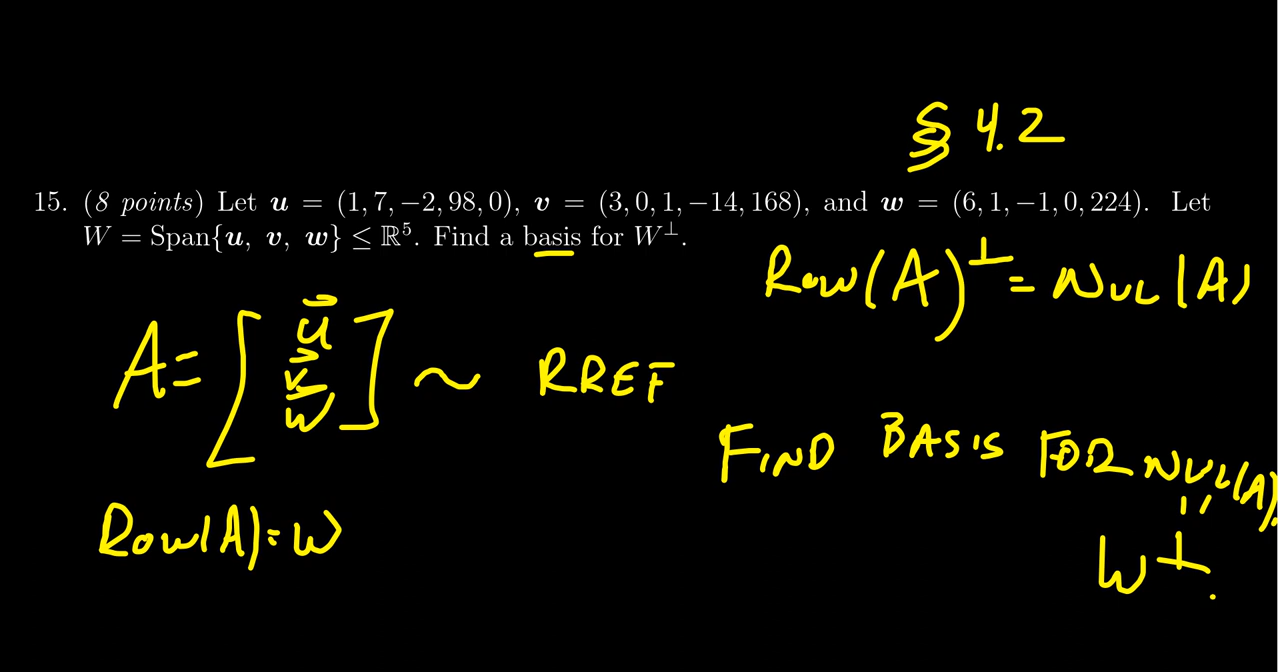 § 4.2
15. (8 points) Let u = (1, 7, −2, 98, 0), v = (3, 0, 1, −14, 168), and w = (6, 1, −1, 0, 224). Let
W = Span{u, v, w} ≤ ℝ⁵. Find a basis for W⊥.
Row(A)⊥ = NUL(A)
A = [u⃗ v⃗ w⃗] ~ RREF
FIND BASIS FOR NUL(A)
Row(A) = W
W⊥.